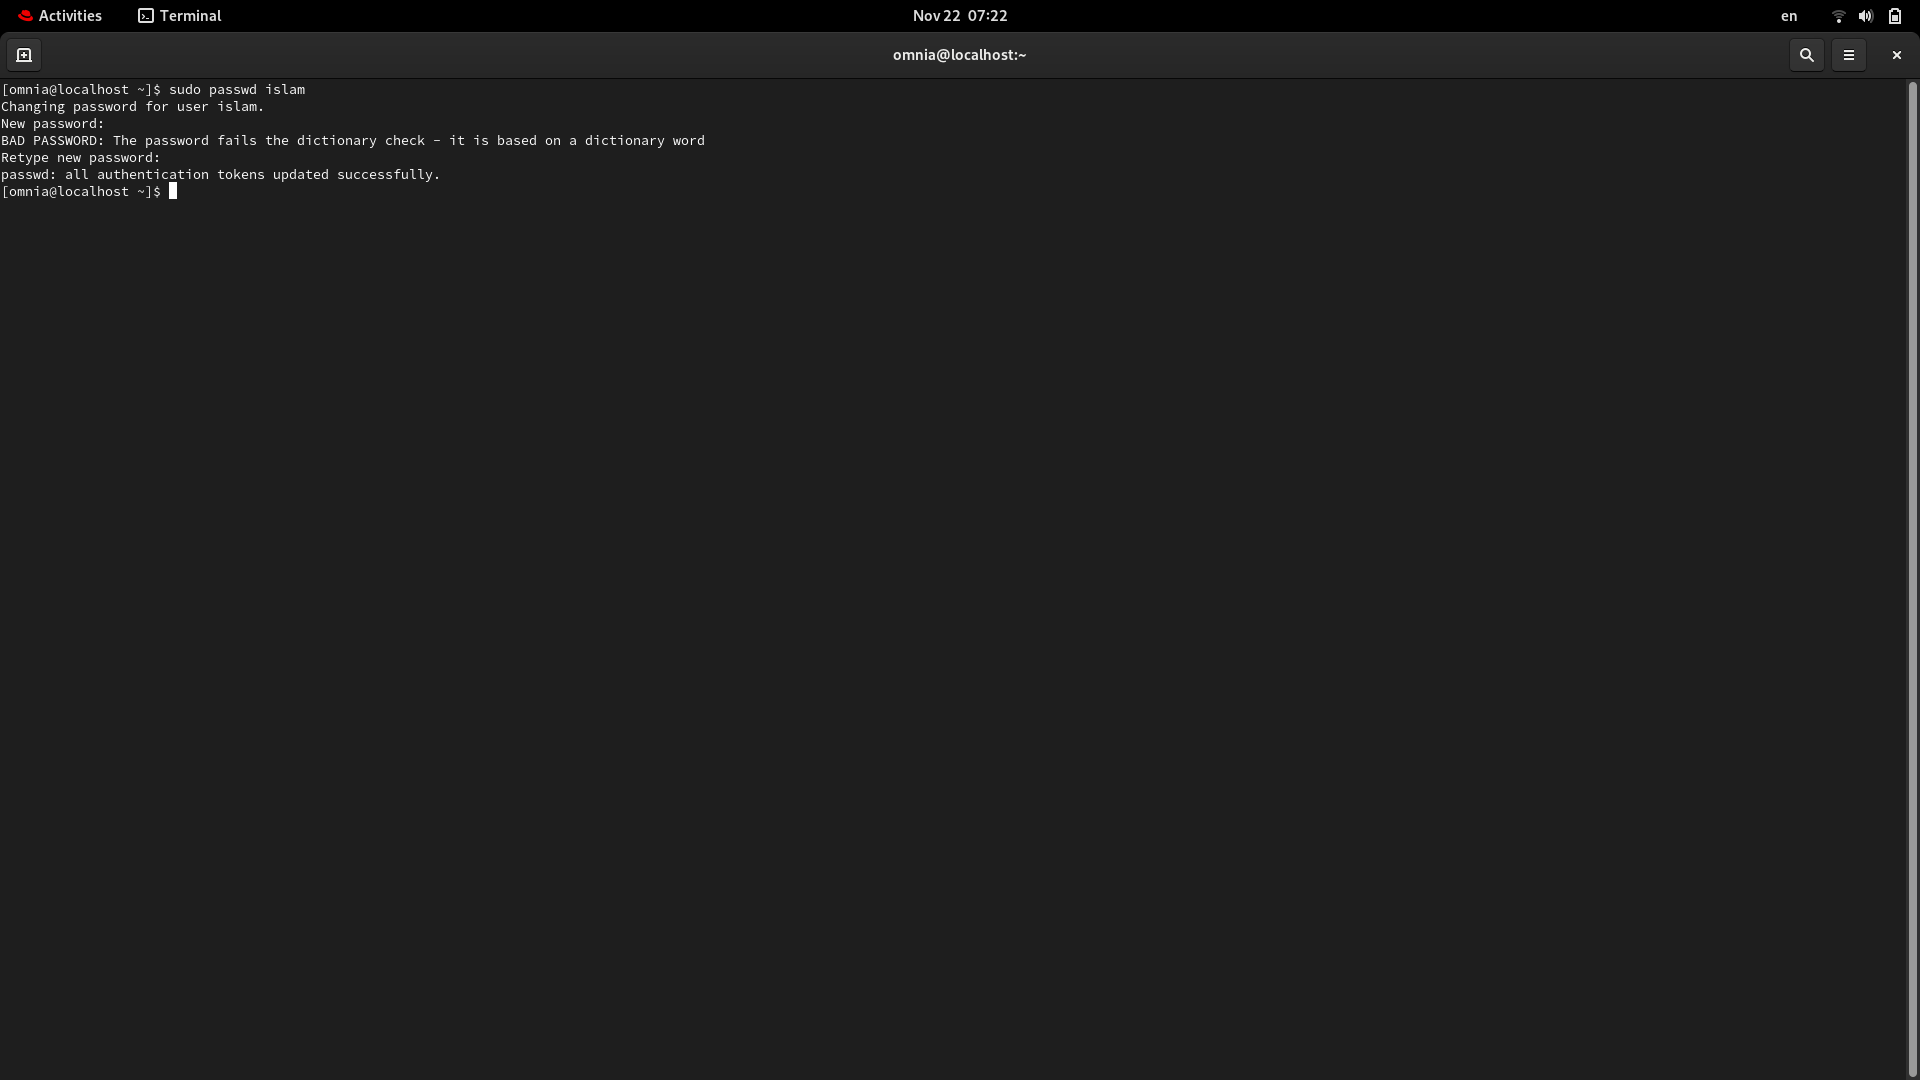 Activities Terminal Nov 22 07:22 en
omnia@localhost:~
[omnia@localhost ~]$ sudo passwd islam
Changing password for user islam.
New password:
BAD PASSWORD: The password fails the dictionary check - it is based on a dictionary word
Retype new password:
passwd: all authentication tokens updated successfully.
[omnia@localhost ~]$